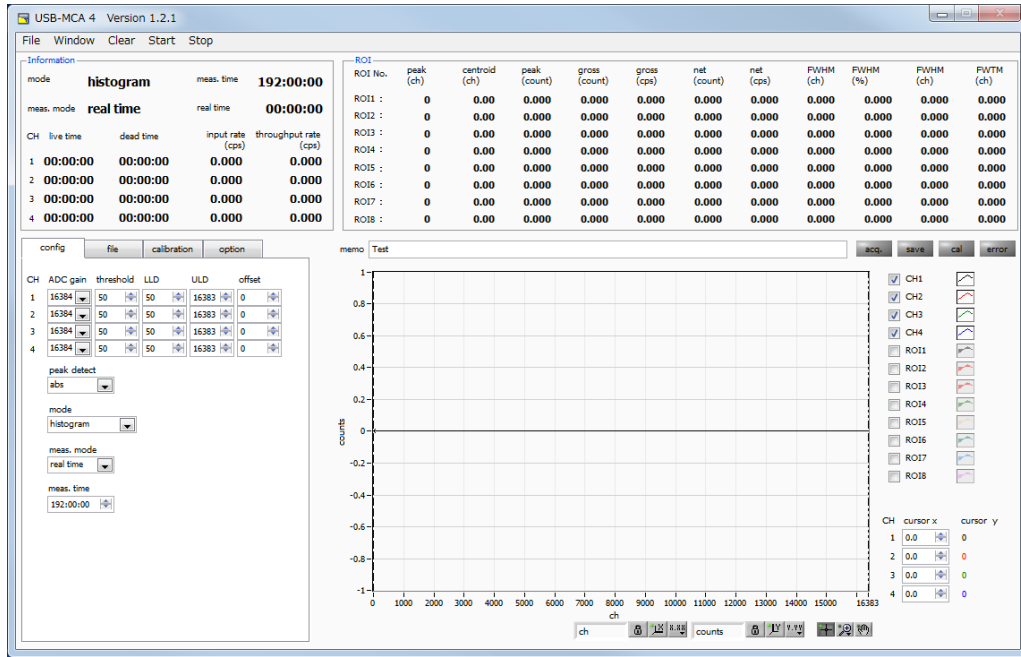 USB-MCA 4 Version 1.2.1
File Window Clear Start Stop
Information
mode histogram meas. time 192:00:00
meas. mode real time real time 00:00:00
CH live time dead time input rate (cps) throughput rate (cps)
1 00:00:00 00:00:00 0.000 0.000
2 00:00:00 00:00:00 0.000 0.000
3 00:00:00 00:00:00 0.000 0.000
4 00:00:00 00:00:00 0.000 0.000
ROI
ROI No. peak (ch) centroid (ch) peak (count) gross (count) gross (cps) net (count) net (cps) FWHM (ch) FWHM (%) FWHM (ch) FWTM (ch)
ROI1 : 0 0.00 0.000 0.000 0.000 0.000 0.000 0.000 0.000 0.000 0.000
ROI2 : 0 0.00 0.000 0.000 0.000 0.000 0.000 0.000 0.000 0.000 0.000
ROI3 : 0 0.00 0.000 0.000 0.000 0.000 0.000 0.000 0.000 0.000 0.000
ROI4 : 0 0.00 0.000 0.000 0.000 0.000 0.000 0.000 0.000 0.000 0.000
ROI5 : 0 0.00 0.000 0.000 0.000 0.000 0.000 0.000 0.000 0.000 0.000
ROI6 : 0 0.00 0.000 0.000 0.000 0.000 0.000 0.000 0.000 0.000 0.000
ROI7 : 0 0.00 0.000 0.000 0.000 0.000 0.000 0.000 0.000 0.000 0.000
ROI8 : 0 0.00 0.000 0.000 0.000 0.000 0.000 0.000 0.000 0.000 0.000
config file calibration option
CH ADC gain threshold LLD ULD offset
1 16384 50 50 16383 0
2 16384 50 50 16383 0
3 16384 50 50 16383 0
4 16384 50 50 16383 0
peak detect
abs
mode
histogram
meas. mode
real time
meas. time
192:00:00
memo Test
acq. save cal error
counts
1
0.8
0.6
0.4
0.2
0
-0.2
-0.4
-0.6
-0.8
-1
0 1000 2000 3000 4000 5000 6000 7000 8000 9000 10000 11000 12000 13000 14000 15000 16383
ch
CH1
CH2
CH3
CH4
ROI1
ROI2
ROI3
ROI4
ROI5
ROI6
ROI7
ROI8
CH cursor x cursor y
1 0.0 0
2 0.0 0
3 0.0 0
4 0.0 0
ch X X.XX counts Y Y.YY